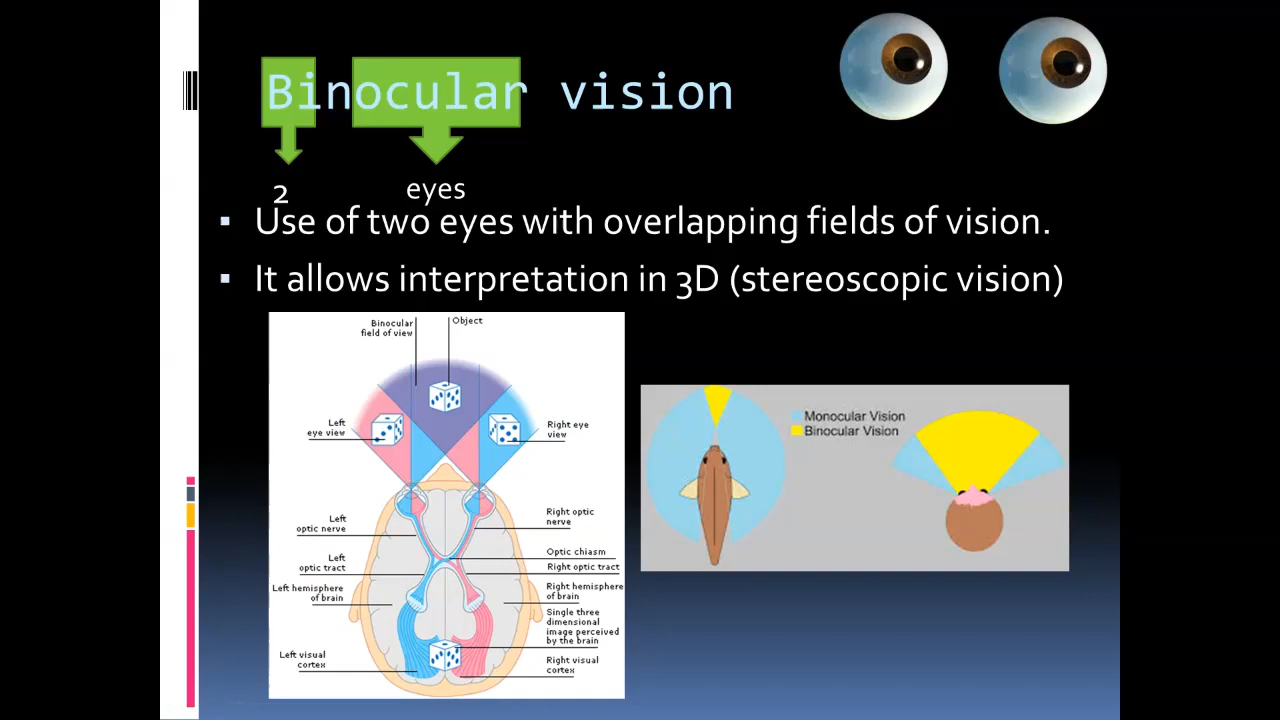 Binocular vision
2 eyes
Use of two eyes with overlapping fields of vision.
It allows interpretation in 3D (stereoscopic vision)
Binocular
field of view
Object
Left
eye view
Right eye
view
Left
optic nerve
Right optic
nerve
Left
optic tract
Optic chiasm
Right optic tract
Left hemisphere
of brain
Right hemisphere
of brain
Single three
dimensional
image perceived
by the brain
Left visual
cortex
Right visual
cortex
Monocular Vision
Binocular Vision